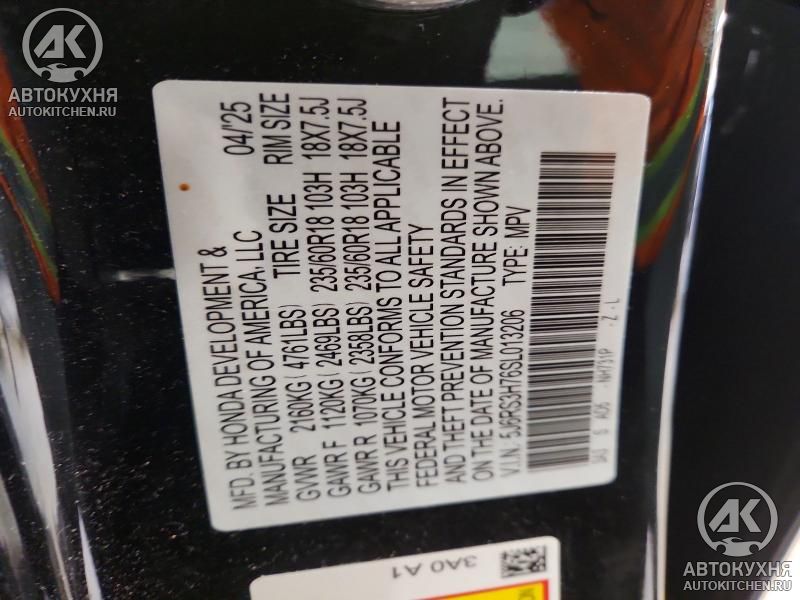 AK
АВТОКУХНЯ
AUTOKITCHEN.RU
MFD. BY HONDA DEVELOPMENT & 04/'25
MANUFACTURING OF AMERICA, LLC
GVWR 2160KG (4761LBS) TIRE SIZE RIM SIZE
GAWR F 1120KG (2469LBS) 235/60R18 103H 18X7.5J
GAWR R 1070KG (2358LBS) 235/60R18 103H 18X7.5J
THIS VEHICLE CONFORMS TO ALL APPLICABLE
FEDERAL MOTOR VEHICLE SAFETY
AND THEFT PREVENTION STANDARDS IN EFFECT
ON THE DATE OF MANUFACTURE SHOWN ABOVE.
V.I.N: 5J6RS3H76SL013206 TYPE: MPV
3A0 A1
AK
АВТОКУХНЯ
AUTOKITCHEN.RU